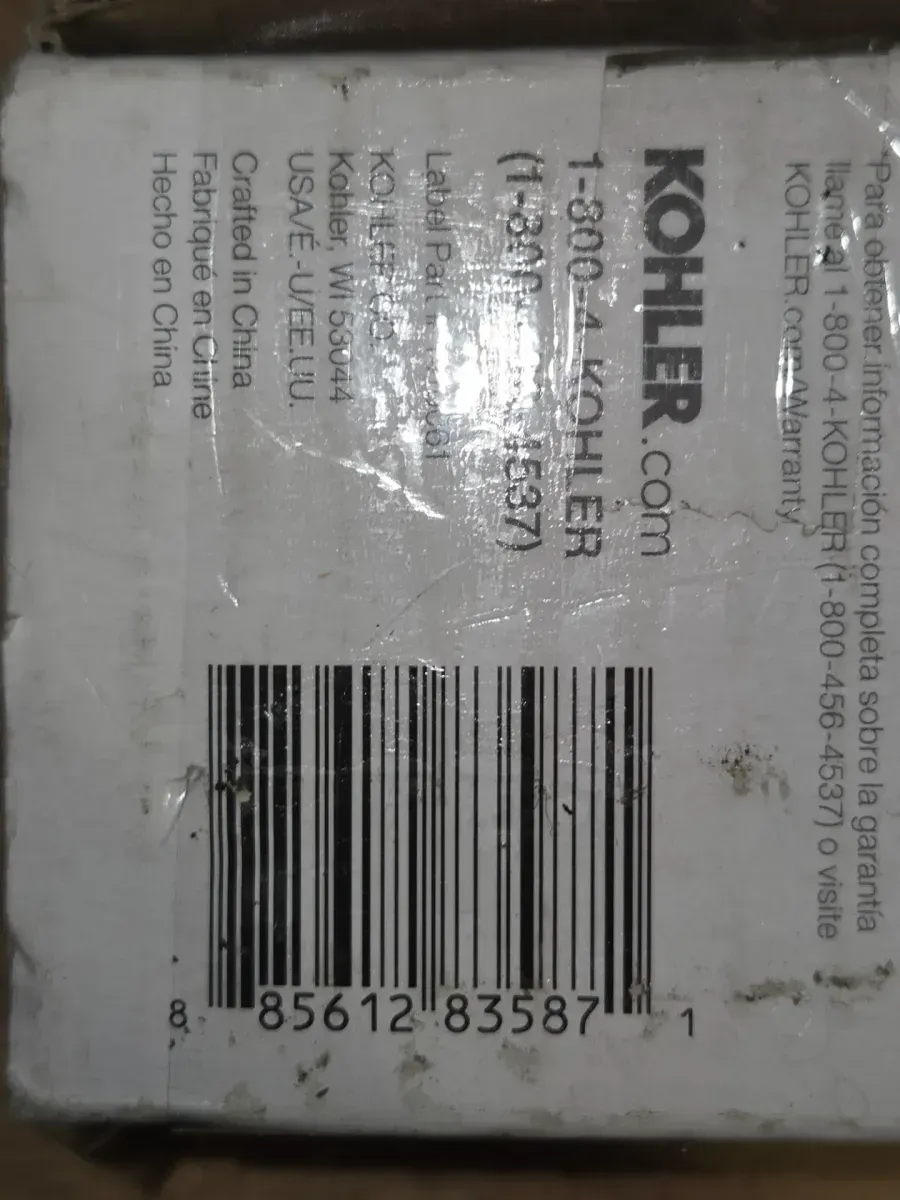 *Para obtener información completa sobre la garantía
llame al 1-800-4-KOHLER (1-800-456-4537) o visite
KOHLER.com/Warranty
KOHLER.com
1-800-4-KOHLER
(1-800- 4537)
Label Part
KOHLER CO.
Kohler, WI 53044
USA/É.-U/EE.UU.
Crafted in China
Fabriqué en Chine
Hecho en China
8 85612 83587 1